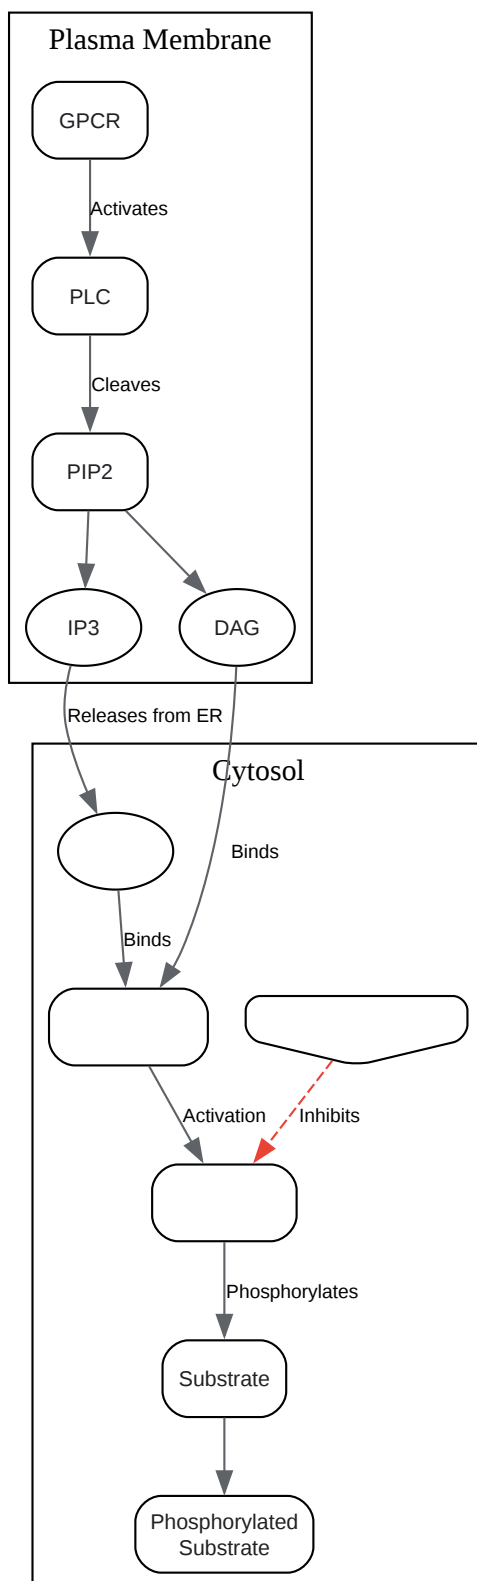 Plasma Membrane
GPCR
Activates
PLC
Cleaves
PIP2
IP3
DAG
Releases from ER
Cytosol
Binds
Binds
Activation
Inhibits
Phosphorylates
Substrate
Phosphorylated
Substrate